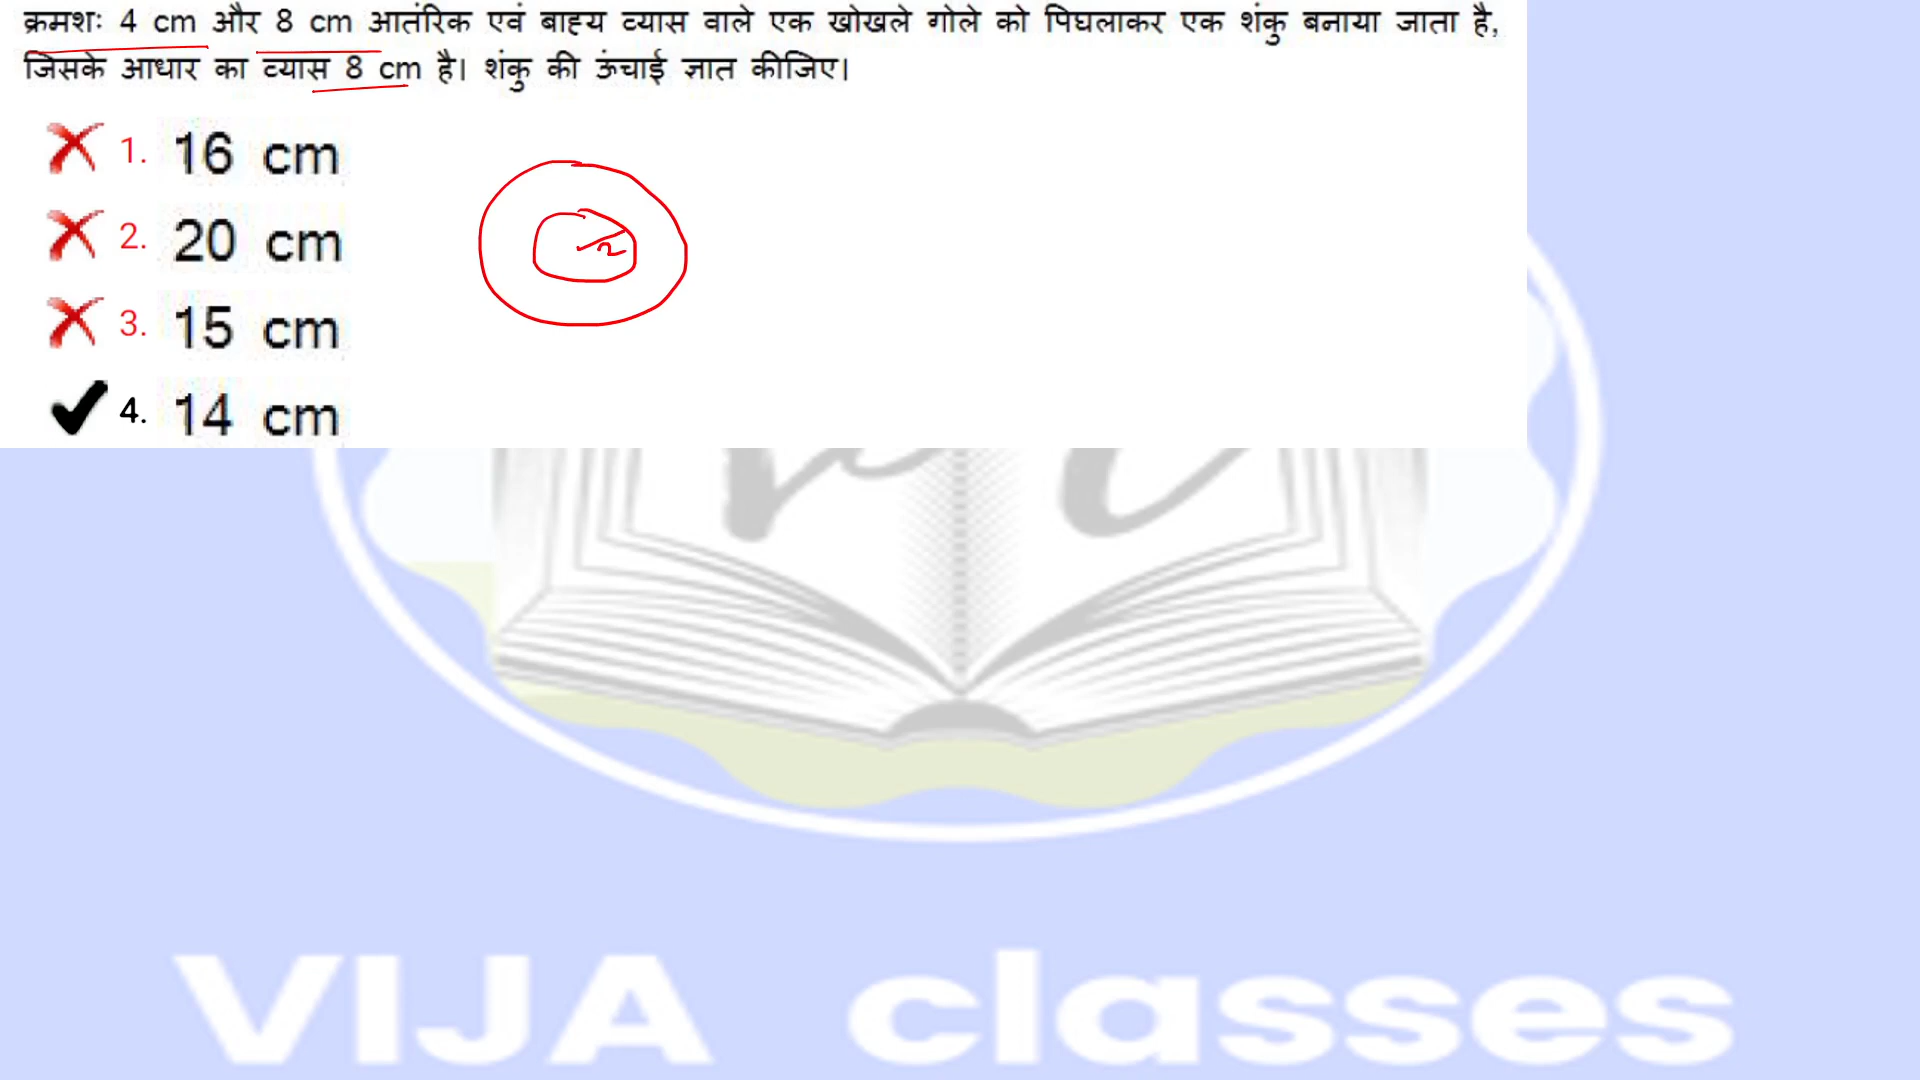 क्रमशः 4 cm और 8 cm आतंरिक एवं बाह्य व्यास वाले एक खोखले गोले को पिघलाकर एक शंकु बनाया जाता है,
जिसके आधार का व्यास 8 cm है। शंकु की ऊंचाई ज्ञात कीजिए।
1. 16 cm
2. 20 cm
2
3. 15 cm
4. 14 cm
VIJA classes